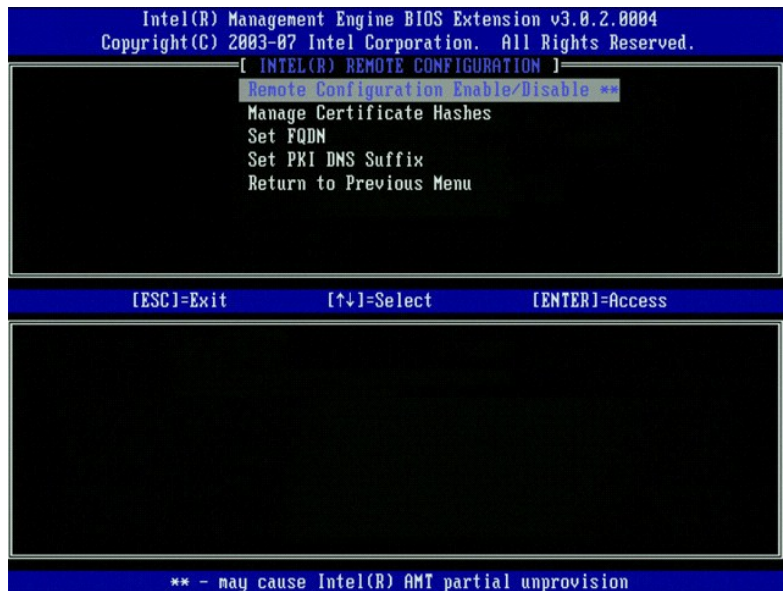 Intel(R) Management Engine BIOS Extension v3.0.2.0004
Copyright(C) 2003-07 Intel Corporation. All Rights Reserved.
[ INTEL(R) REMOTE CONFIGURATION ]
Remote Configuration Enable/Disable **
Manage Certificate Hashes
Set FQDN
Set PKI DNS Suffix
Return to Previous Menu
[ESC]=Exit [↑↓]=Select [ENTER]=Access
** - may cause Intel(R) AMT partial unprovision